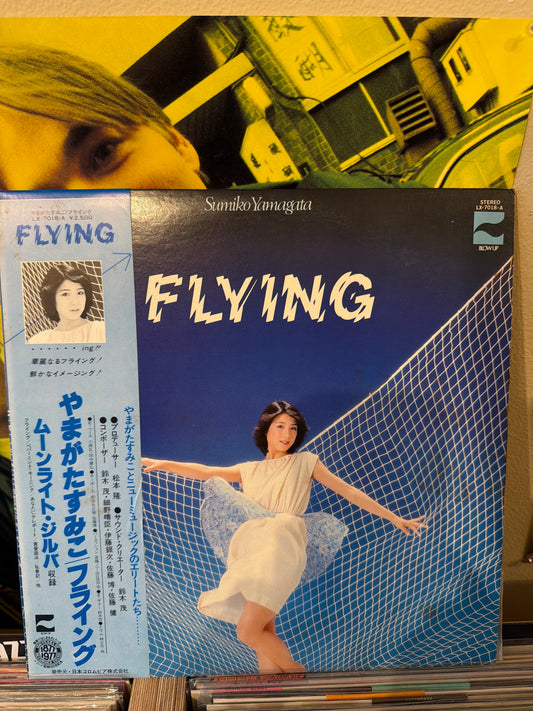 Sumiko Yamagata
STEREO
LX-7018-A
BLOW UP
FLYING
やまがたすみこ/フライング
LX-7018-A ¥2,500
FLYING
······ing!!
華麗なるフライング!
鮮かなイメージング!
やまがたすみことニューミュージックのエリートたち……
●プロデューサー 松本 隆 ●サウンド・クリエーター 鈴木 茂
●コンポーザー 鈴木 茂・細野晴臣・伊藤銀次・佐藤 博・佐藤 健
やまがたすみこ/フライング
ムーンライト・ジルバ 収録
1877 1977
発売元・日本コロムビア株式会社